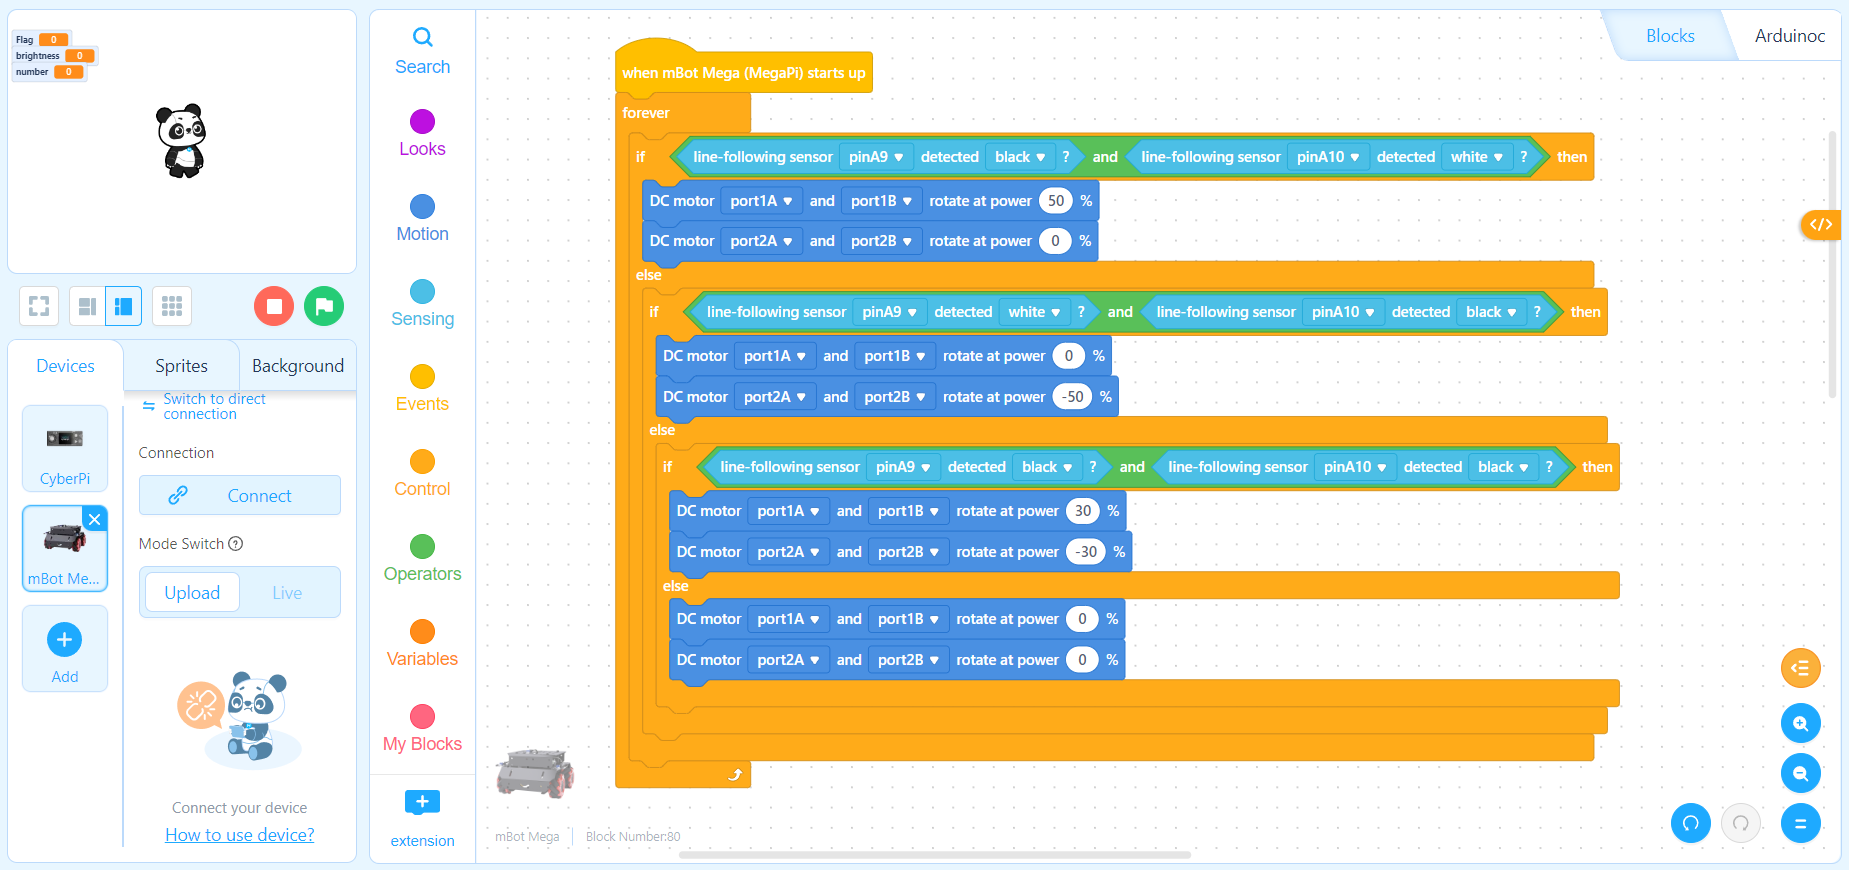 Flag 0
brightness 0
number 0
Devices
Sprites
Background
Switch to direct
connection
CyberPi
Connection
Connect
mBot Me...
Mode Switch ?
Upload
Live
Add
Connect your device
How to use device?
Search
Looks
Motion
Sensing
Events
Control
Operators
Variables
My Blocks
extension
Blocks
Arduinoc
when mBot Mega (MegaPi) starts up
forever
if line-following sensor pinA9 detected black ? and line-following sensor pinA10 detected white ? then
DC motor port1A and port1B rotate at power 50 %
DC motor port2A and port2B rotate at power 0 %
else
if line-following sensor pinA9 detected white ? and line-following sensor pinA10 detected black ? then
DC motor port1A and port1B rotate at power 0 %
DC motor port2A and port2B rotate at power -50 %
else
if line-following sensor pinA9 detected black ? and line-following sensor pinA10 detected black ? then
DC motor port1A and port1B rotate at power 30 %
DC motor port2A and port2B rotate at power -30 %
else
DC motor port1A and port1B rotate at power 0 %
DC motor port2A and port2B rotate at power 0 %
</>
mBot Mega
Block Number:80